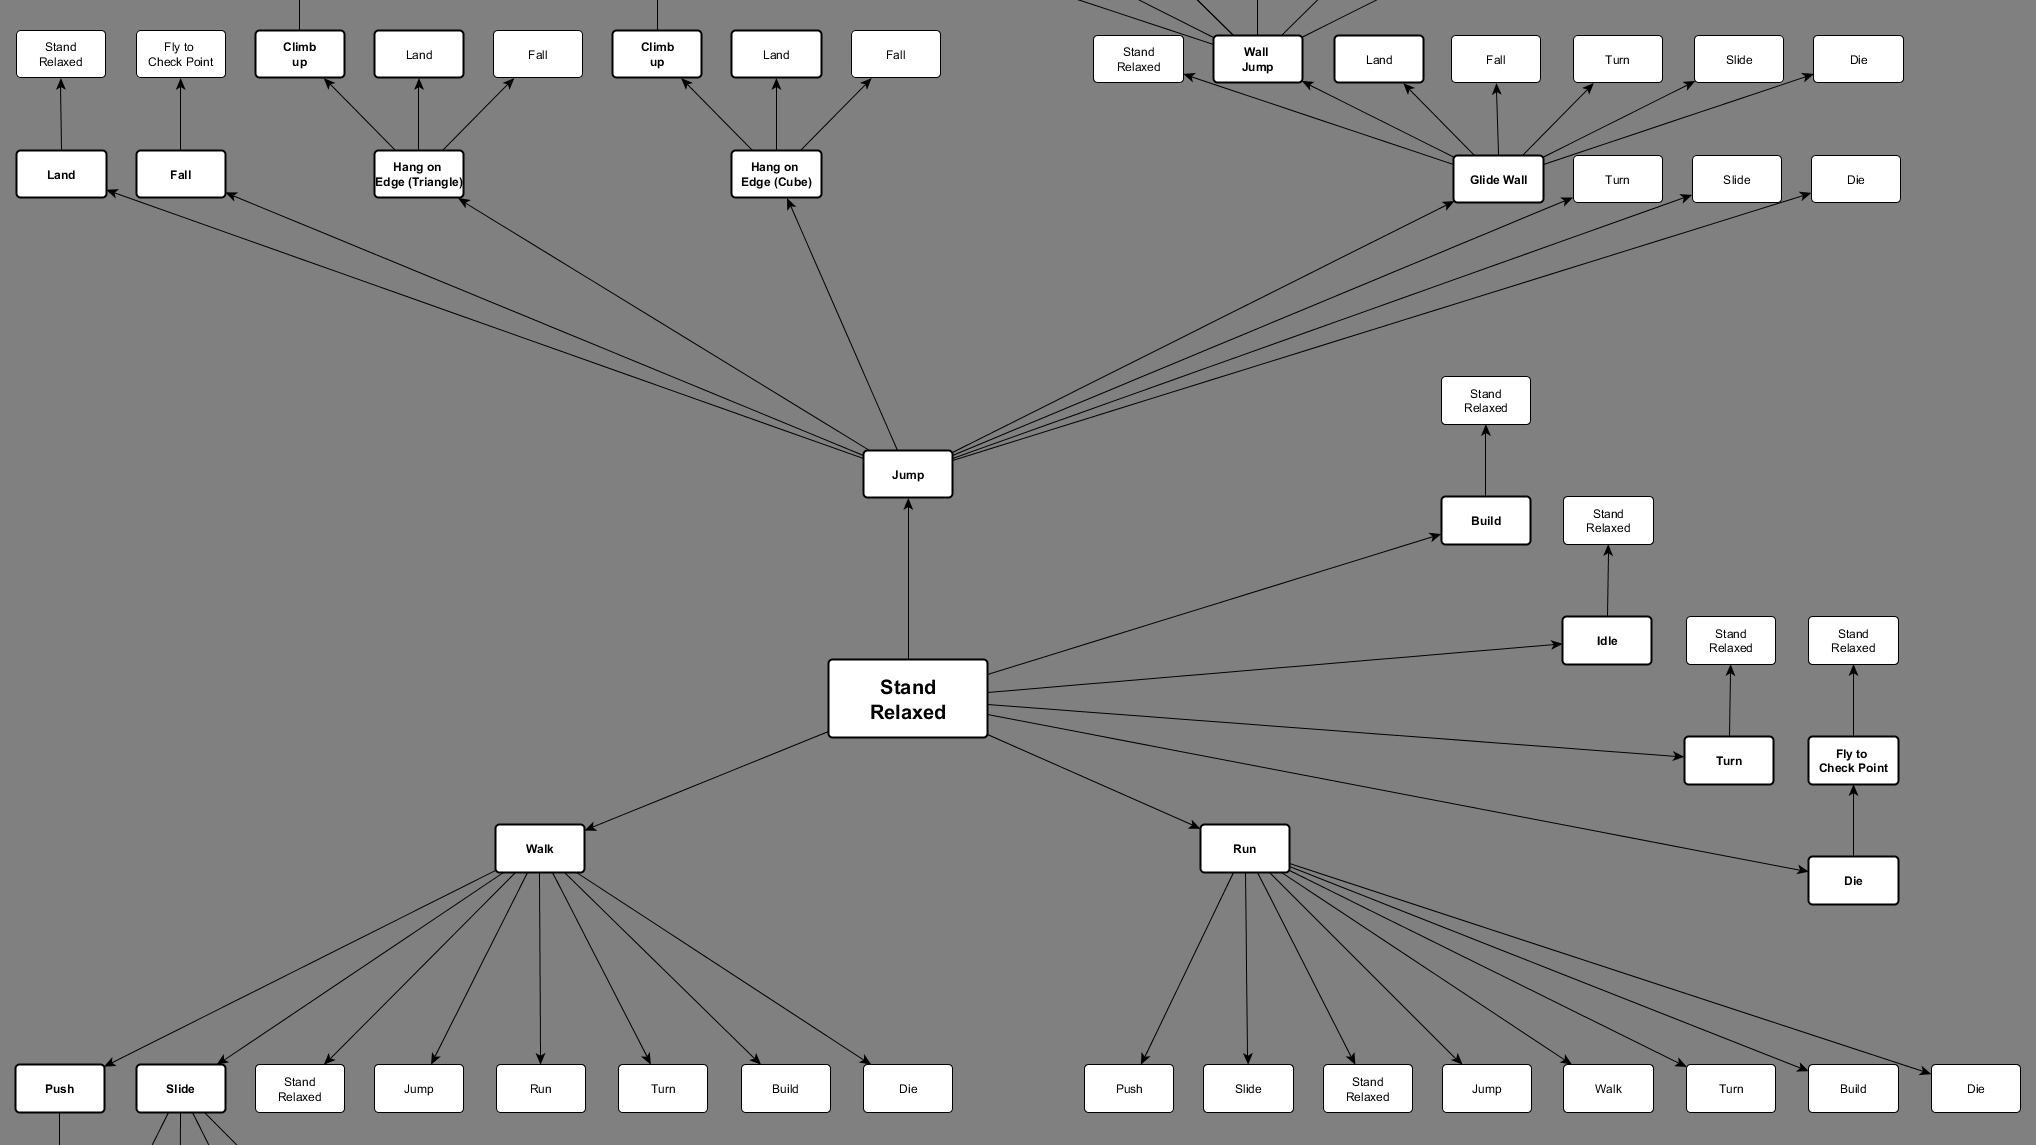 Stand
Relaxed
Fly to
Check Point
Climb
up
Land
Fall
Climb
up
Land
Fall
Stand
Relaxed
Wall
Jump
Land
Fall
Turn
Slide
Die
Land
Fall
Hang on
Edge (Triangle)
Hang on
Edge (Cube)
Glide Wall
Turn
Slide
Die
Stand
Relaxed
Jump
Build
Stand
Relaxed
Idle
Stand
Relaxed
Stand
Relaxed
Stand
Relaxed
Turn
Fly to
Check Point
Walk
Run
Die
Push
Slide
Stand
Relaxed
Jump
Run
Turn
Build
Die
Push
Slide
Stand
Relaxed
Jump
Walk
Turn
Build
Die